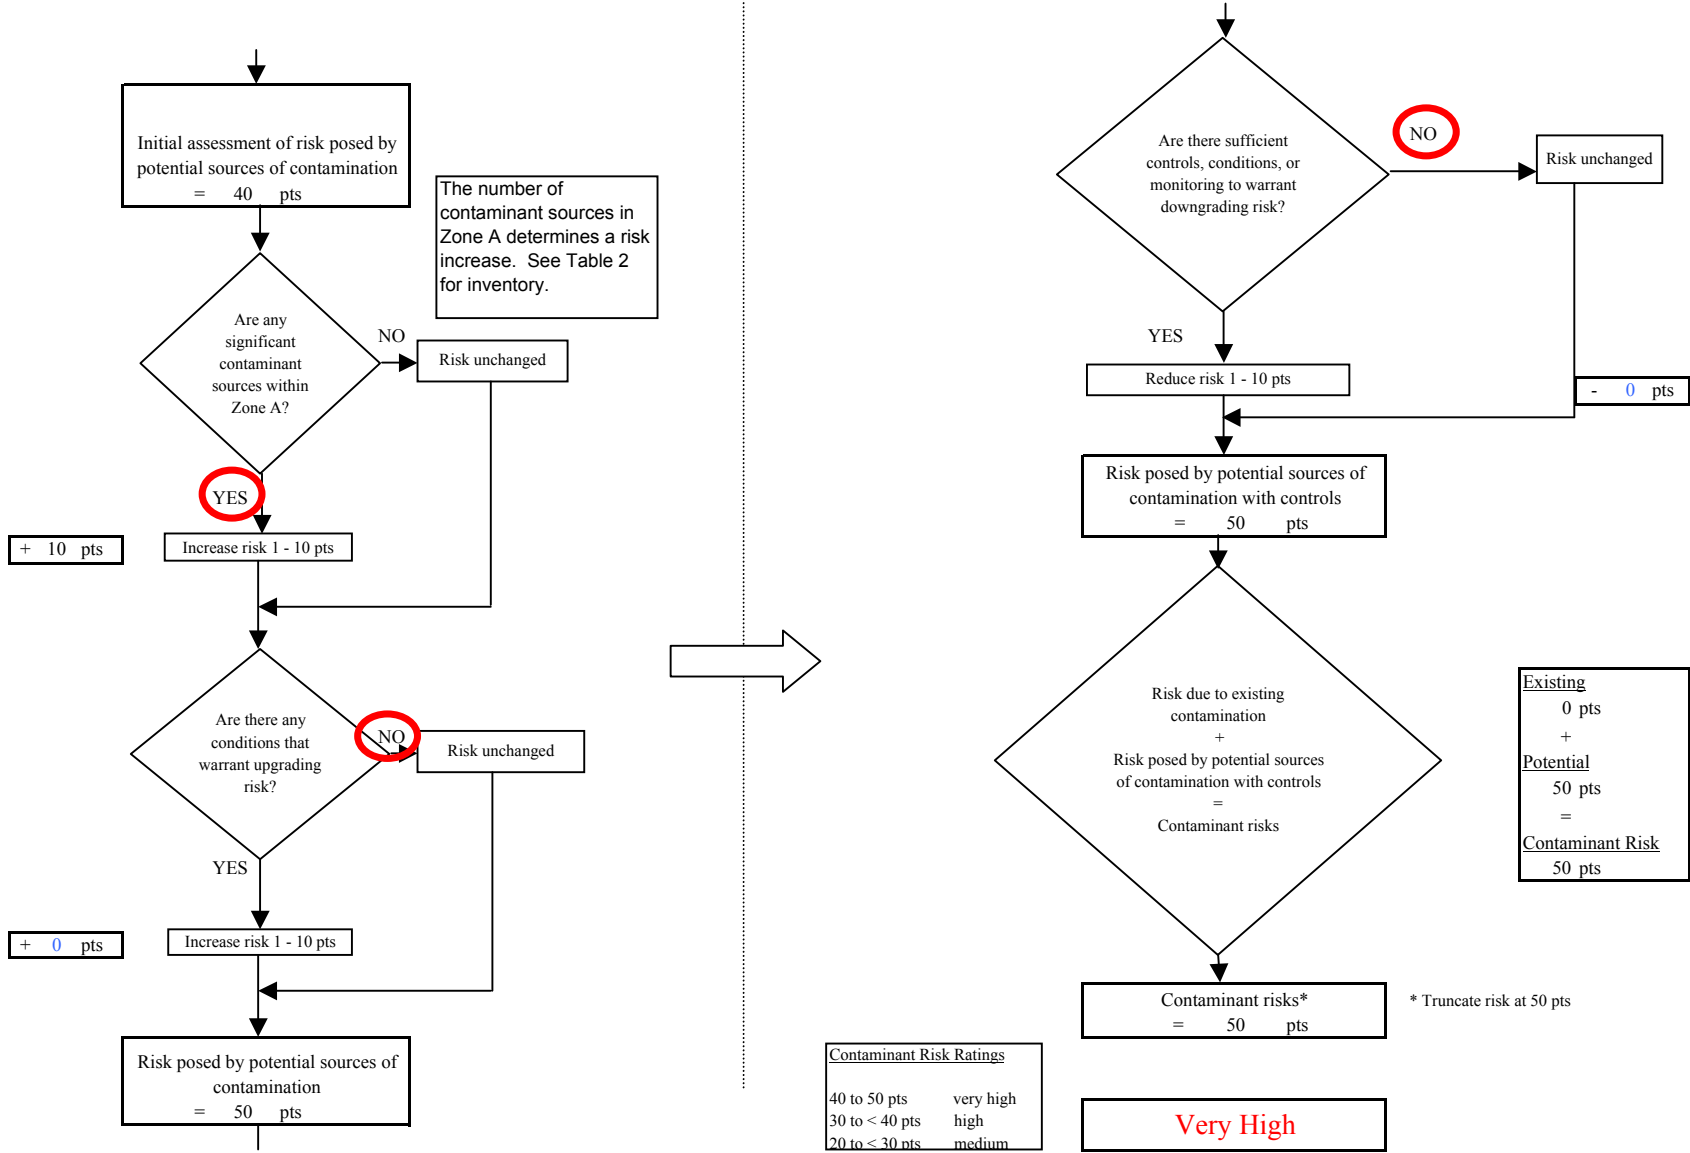 Initial assessment of risk posed by
potential sources of contamination
= 40 pts
The number of
contaminant sources in
Zone A determines a risk
increase. See Table 2
for inventory.
Are any
significant
contaminant
sources within
Zone A?
NO
Risk unchanged
YES
+ 10 pts
Increase risk 1 - 10 pts
Are there any
conditions that
warrant upgrading
risk?
NO
Risk unchanged
YES
+ 0 pts
Increase risk 1 - 10 pts
Risk posed by potential sources of
contamination
= 50 pts
Are there sufficient
controls, conditions, or
monitoring to warrant
downgrading risk?
NO
Risk unchanged
YES
Reduce risk 1 - 10 pts
- 0 pts
Risk posed by potential sources of
contamination with controls
= 50 pts
Risk due to existing
contamination
+
Risk posed by potential sources
of contamination with controls
=
Contaminant risks
Existing
0 pts
+
Potential
50 pts
=
Contaminant Risk
50 pts
Contaminant risks*
= 50 pts
* Truncate risk at 50 pts
Contaminant Risk Ratings
40 to 50 pts very high
30 to < 40 pts high
20 to < 30 pts medium
Very High